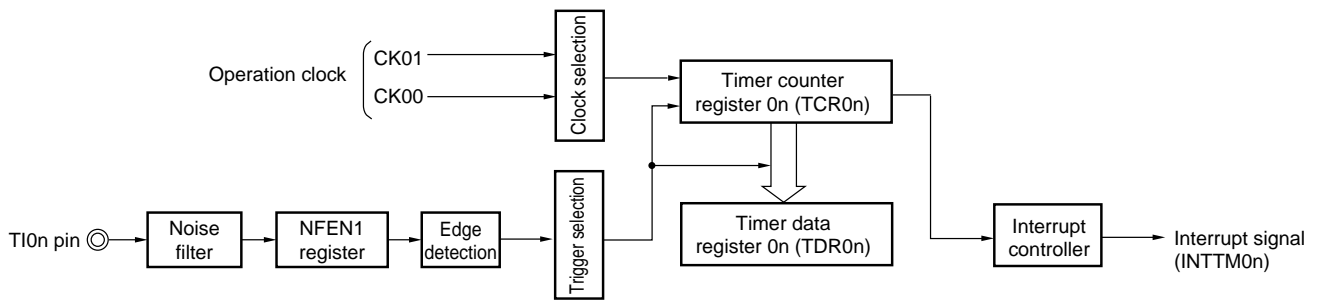 Operation clock
CK01
CK00
Clock selection
Timer counter
register 0n (TCR0n)
TI0n pin
Noise
filter
NFEN1
register
Edge
detection
Trigger selection
Timer data
register 0n (TDR0n)
Interrupt
controller
Interrupt signal
(INTTM0n)